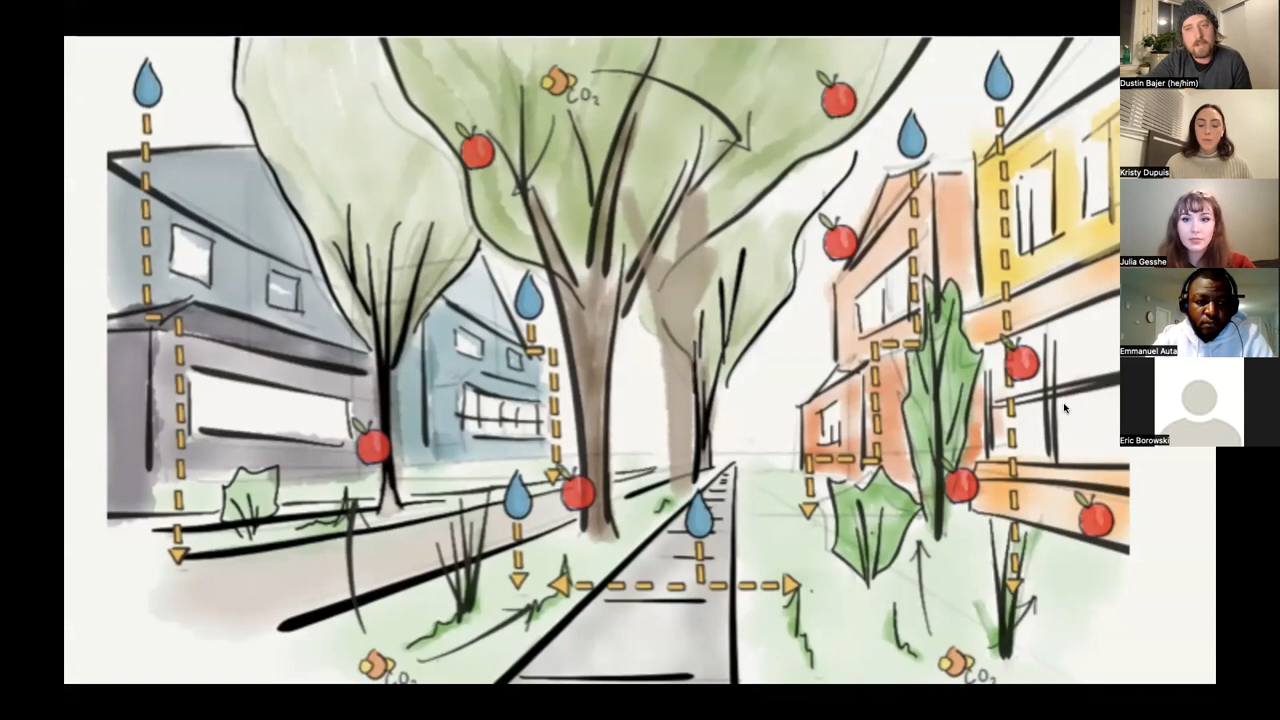 CO₂
Dustin Bajer (he/him)
Kristy Dupuis
Julia Gesshe
Emmanuel Auta
Eric Borowski
CO₂
CO₂